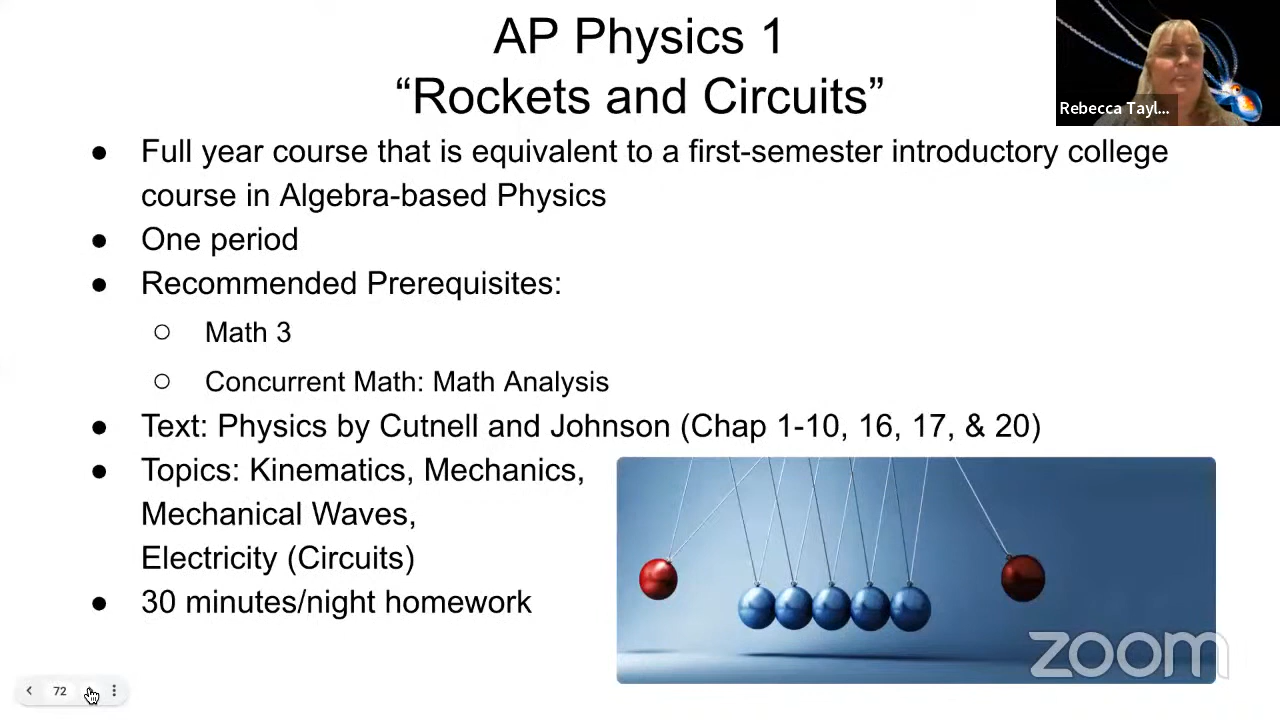 AP Physics 1
“Rockets and Circuits”
Rebecca Tayl...
● Full year course that is equivalent to a first-semester introductory college
course in Algebra-based Physics
● One period
● Recommended Prerequisites:
○ Math 3
○ Concurrent Math: Math Analysis
● Text: Physics by Cutnell and Johnson (Chap 1-10, 16, 17, & 20)
● Topics: Kinematics, Mechanics,
Mechanical Waves,
Electricity (Circuits)
● 30 minutes/night homework
zoom
72